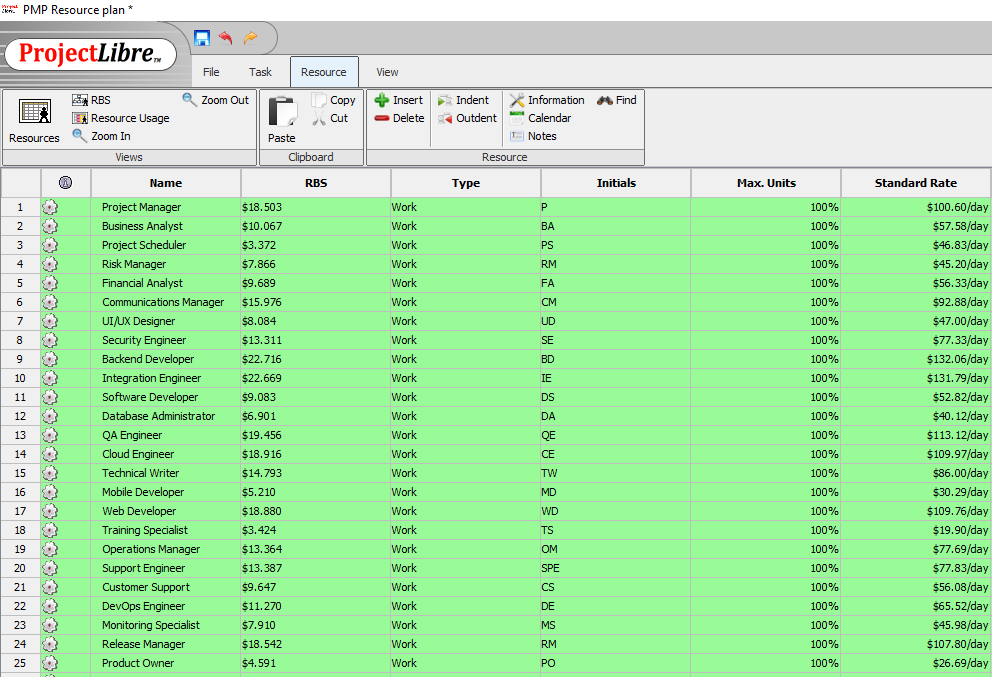 PMP Resource plan *
ProjectLibre™
File Task Resource View
RBS Zoom Out Copy Insert Indent Information Find
Resource Usage Cut Delete Outdent Calendar
Resources Zoom In Paste Notes
Views Clipboard Resource
Name RBS Type Initials Max. Units Standard Rate
1 Project Manager $18.503 Work P 100% $100.60/day
2 Business Analyst $10.067 Work BA 100% $57.58/day
3 Project Scheduler $3.372 Work PS 100% $46.83/day
4 Risk Manager $7.866 Work RM 100% $45.20/day
5 Financial Analyst $9.689 Work FA 100% $56.33/day
6 Communications Manager $15.976 Work CM 100% $92.88/day
7 UI/UX Designer $8.084 Work UD 100% $47.00/day
8 Security Engineer $13.311 Work SE 100% $77.33/day
9 Backend Developer $22.716 Work BD 100% $132.06/day
10 Integration Engineer $22.669 Work IE 100% $131.79/day
11 Software Developer $9.083 Work DS 100% $52.82/day
12 Database Administrator $6.901 Work DA 100% $40.12/day
13 QA Engineer $19.456 Work QE 100% $113.12/day
14 Cloud Engineer $18.916 Work CE 100% $109.97/day
15 Technical Writer $14.793 Work TW 100% $86.00/day
16 Mobile Developer $5.210 Work MD 100% $30.29/day
17 Web Developer $18.880 Work WD 100% $109.76/day
18 Training Specialist $3.424 Work TS 100% $19.90/day
19 Operations Manager $13.364 Work OM 100% $77.69/day
20 Support Engineer $13.387 Work SPE 100% $77.83/day
21 Customer Support $9.647 Work CS 100% $56.08/day
22 DevOps Engineer $11.270 Work DE 100% $65.52/day
23 Monitoring Specialist $7.910 Work MS 100% $45.98/day
24 Release Manager $18.542 Work RM 100% $107.80/day
25 Product Owner $4.591 Work PO 100% $26.69/day